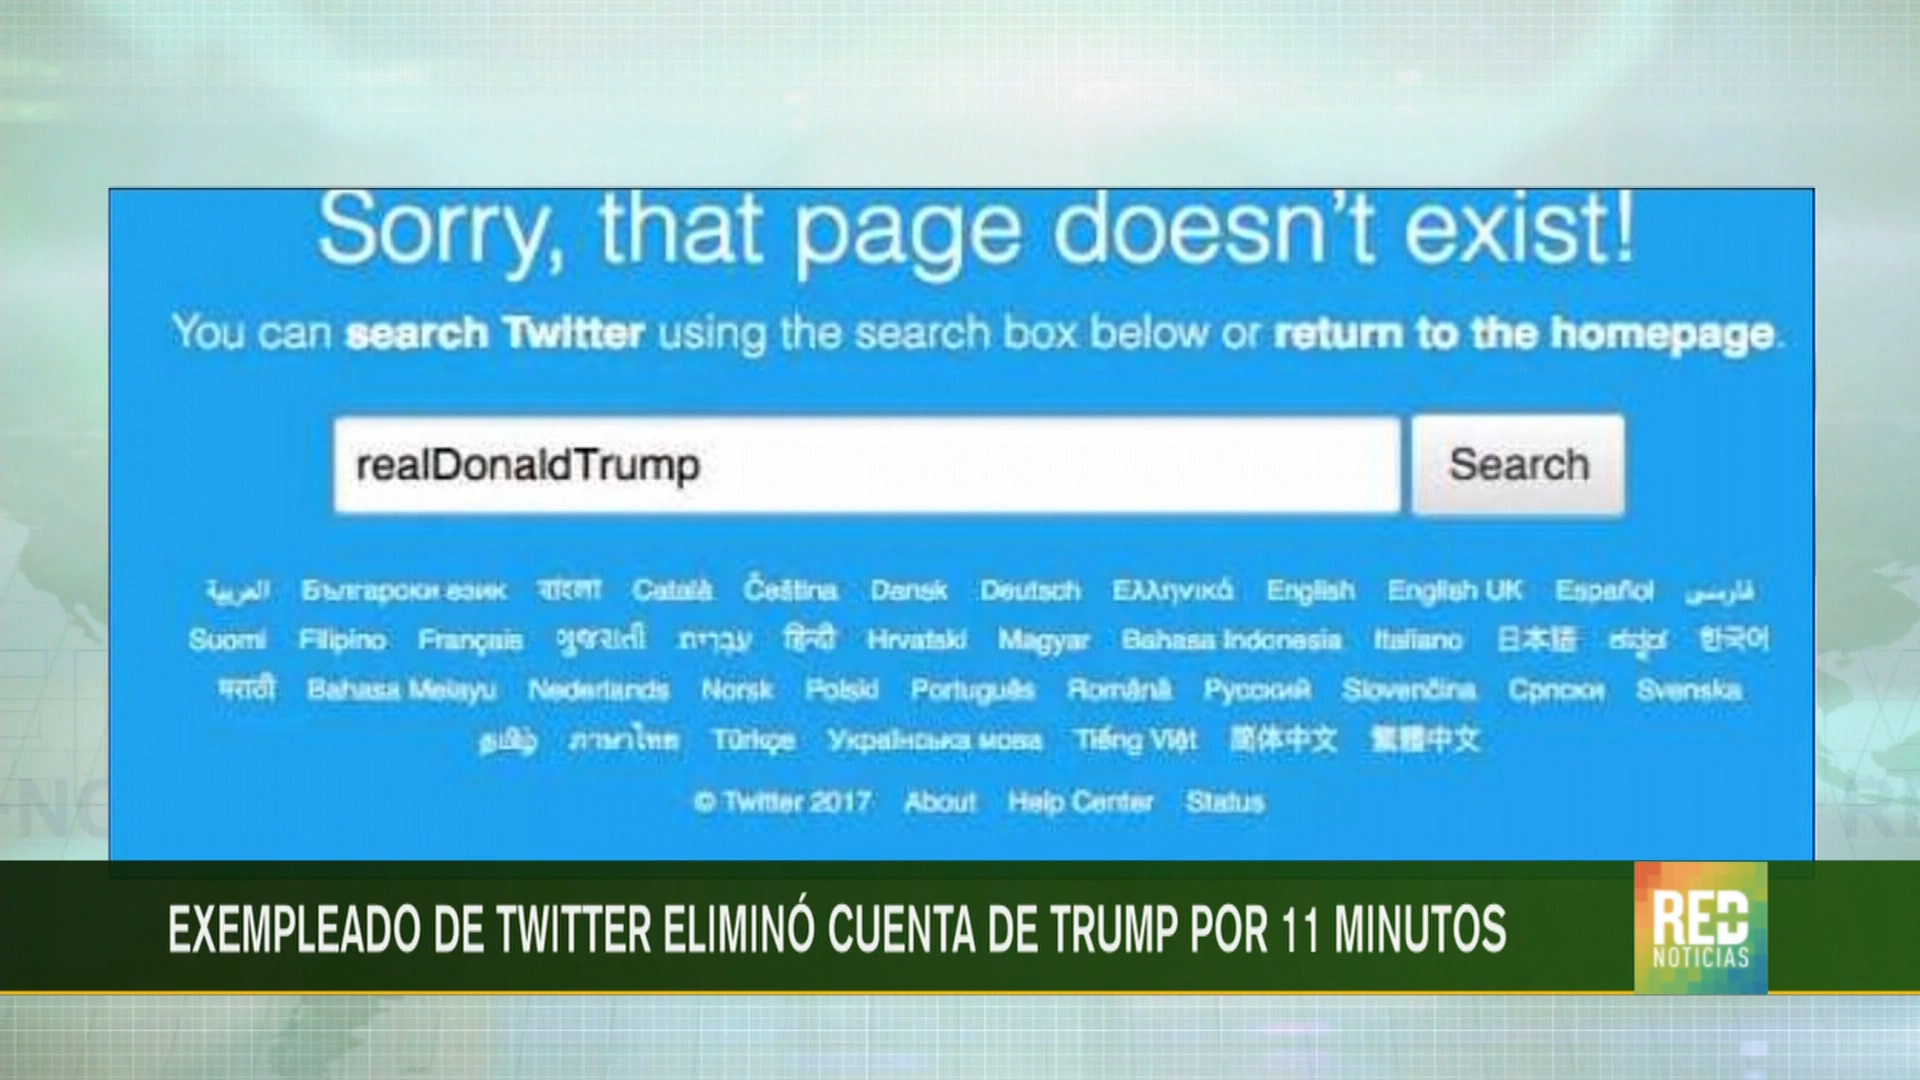 Sorry, that page doesn't exist!
You can search Twitter using the search box below or return to the homepage.
realDonaldTrump Search
العربية Български език বাংলা Català Čeština Dansk Deutsch Ελληνικά English English UK Español فارسی
Suomi Filipino Français ગુજરાતી עברית हिन्दी Hrvatski Magyar Bahasa Indonesia Italiano 日本語 ಕನ್ನಡ 한국어
मराठी Bahasa Melayu Nederlands Norsk Polski Português Română Русский Slovenčina Српски Svenska
தமிழ் ภาษาไทย Türkçe Українська мова Tiếng Việt 简体中文 繁體中文
© Twitter 2017 About Help Center Status
EXEMPLEADO DE TWITTER ELIMINÓ CUENTA DE TRUMP POR 11 MINUTOS
RED
NOTICIAS